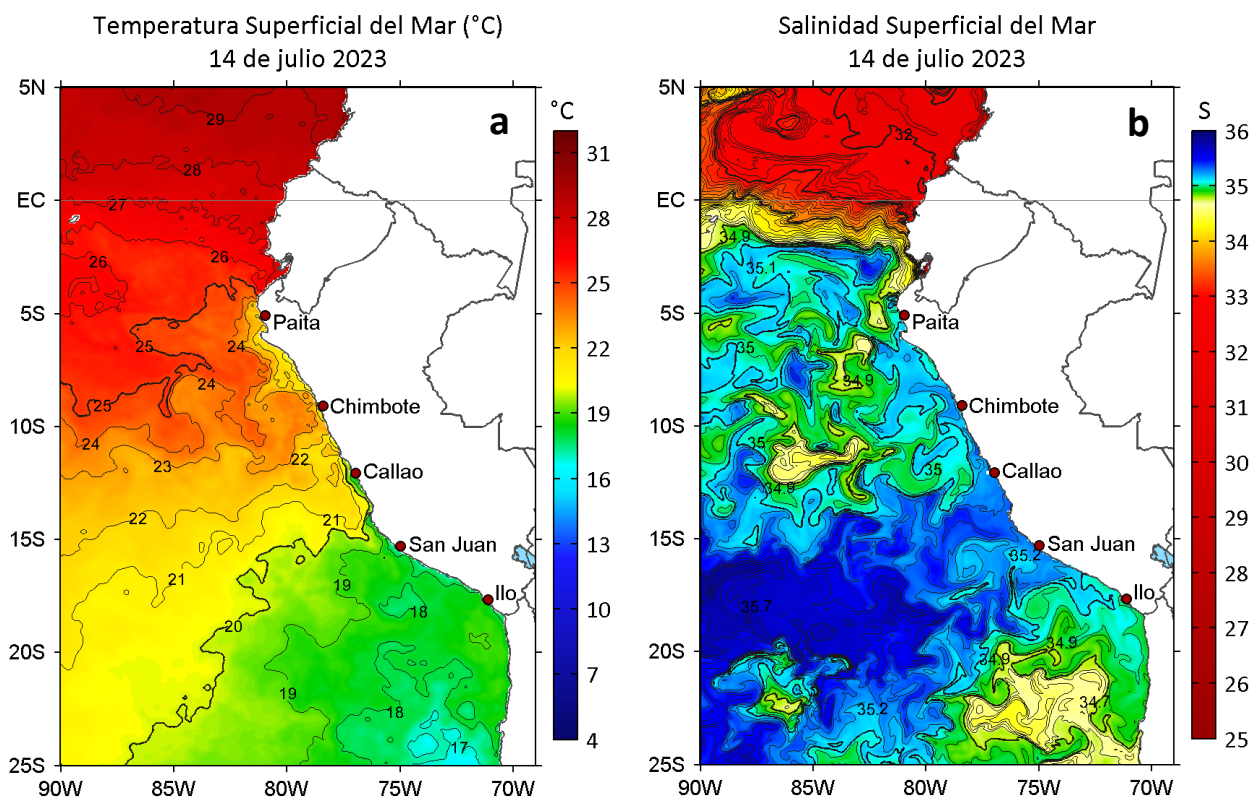 Temperatura Superficial del Mar (°C)
14 de julio 2023
5N
EC
5S
10S
15S
20S
25S
90W
85W
80W
75W
70W
a
29
28
27
26
26
25
24
24
25
24
23
22
22
21
21
20
19
18
19
18
17
Paita
Chimbote
Callao
San Juan
Ilo
°C
31
28
25
22
19
16
13
10
7
4
Salinidad Superficial del Mar
14 de julio 2023
5N
EC
5S
10S
15S
20S
25S
90W
85W
80W
75W
70W
b
32
34.9
35.1
35
34.9
35
35
34.9
35.2
35.7
34.9
34.9
34.7
35.2
Paita
Chimbote
Callao
San Juan
Ilo
S
36
35
34
33
32
31
30
29
28
27
26
25